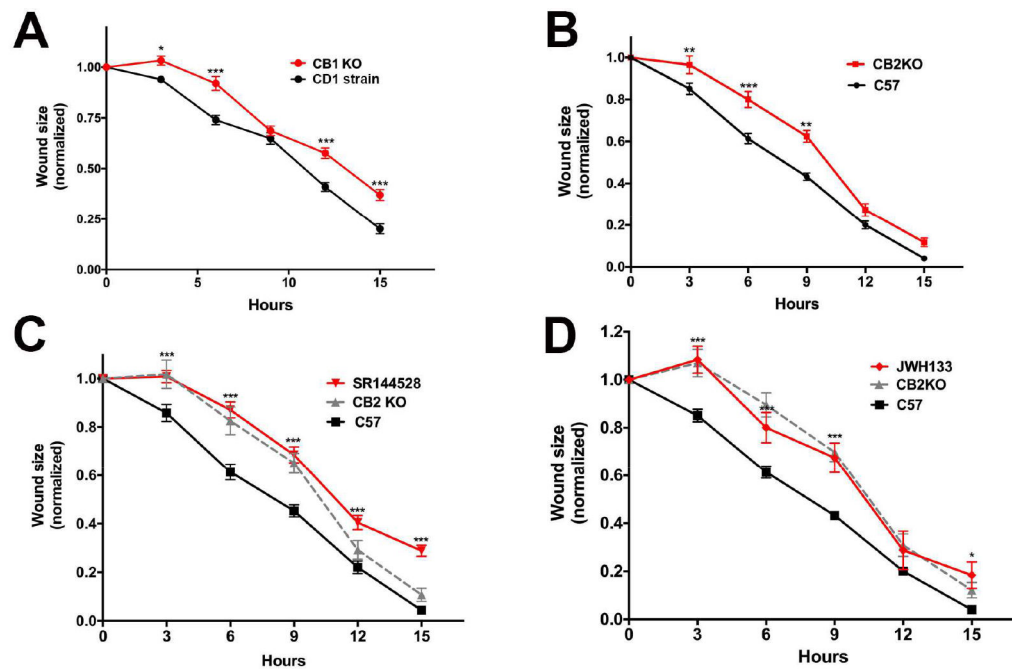 A
CB1 KO
CD1 strain
*
***
***
***
Wound size
(normalized)
1.00
0.75
0.50
0.25
0.00
0
5
10
15
Hours
B
CB2KO
C57
**
***
**
Wound size
(normalized)
1.0
0.8
0.6
0.4
0.2
0.0
0
3
6
9
12
15
Hours
C
SR144528
CB2 KO
C57
***
***
***
***
***
Wound size
(normalized)
1.0
0.8
0.6
0.4
0.2
0.0
0
3
6
9
12
15
Hours
D
JWH133
CB2KO
C57
***
***
***
*
Wound size
(normalized)
1.2
1.0
0.8
0.6
0.4
0.2
0.0
0
3
6
9
12
15
Hours